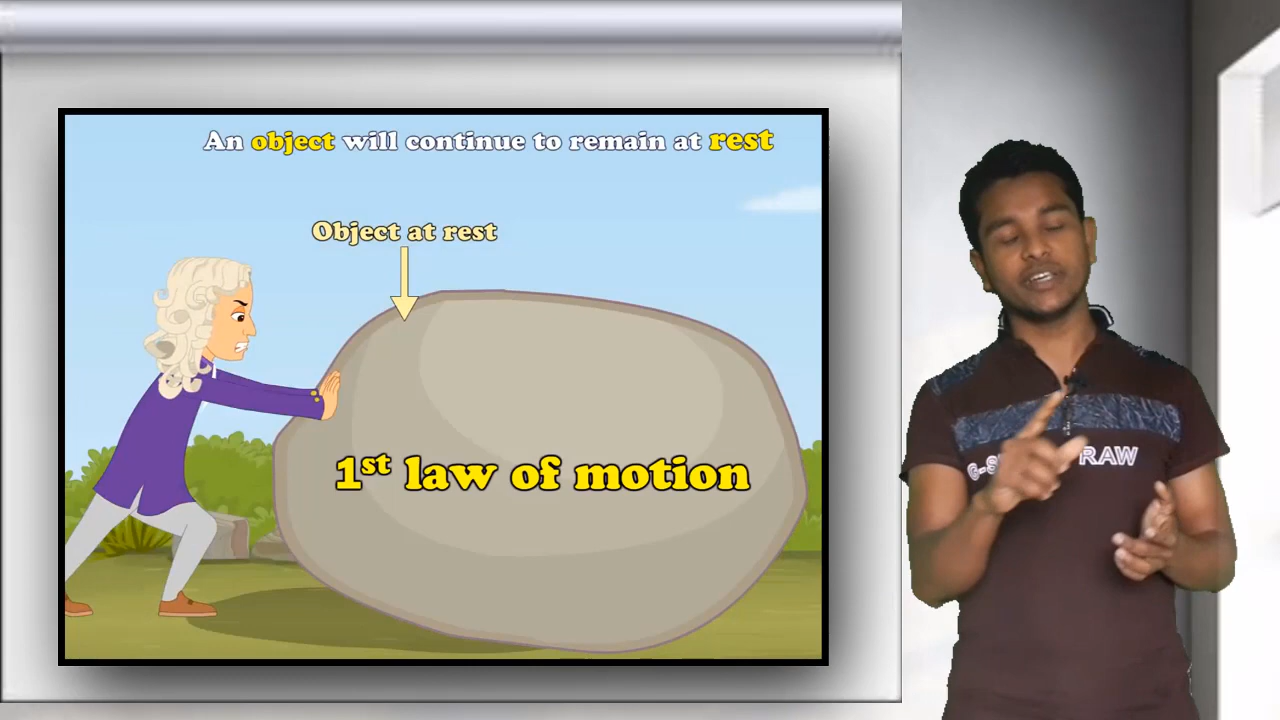 An object will continue to remain at rest
Object at rest
1st law of motion
RAW